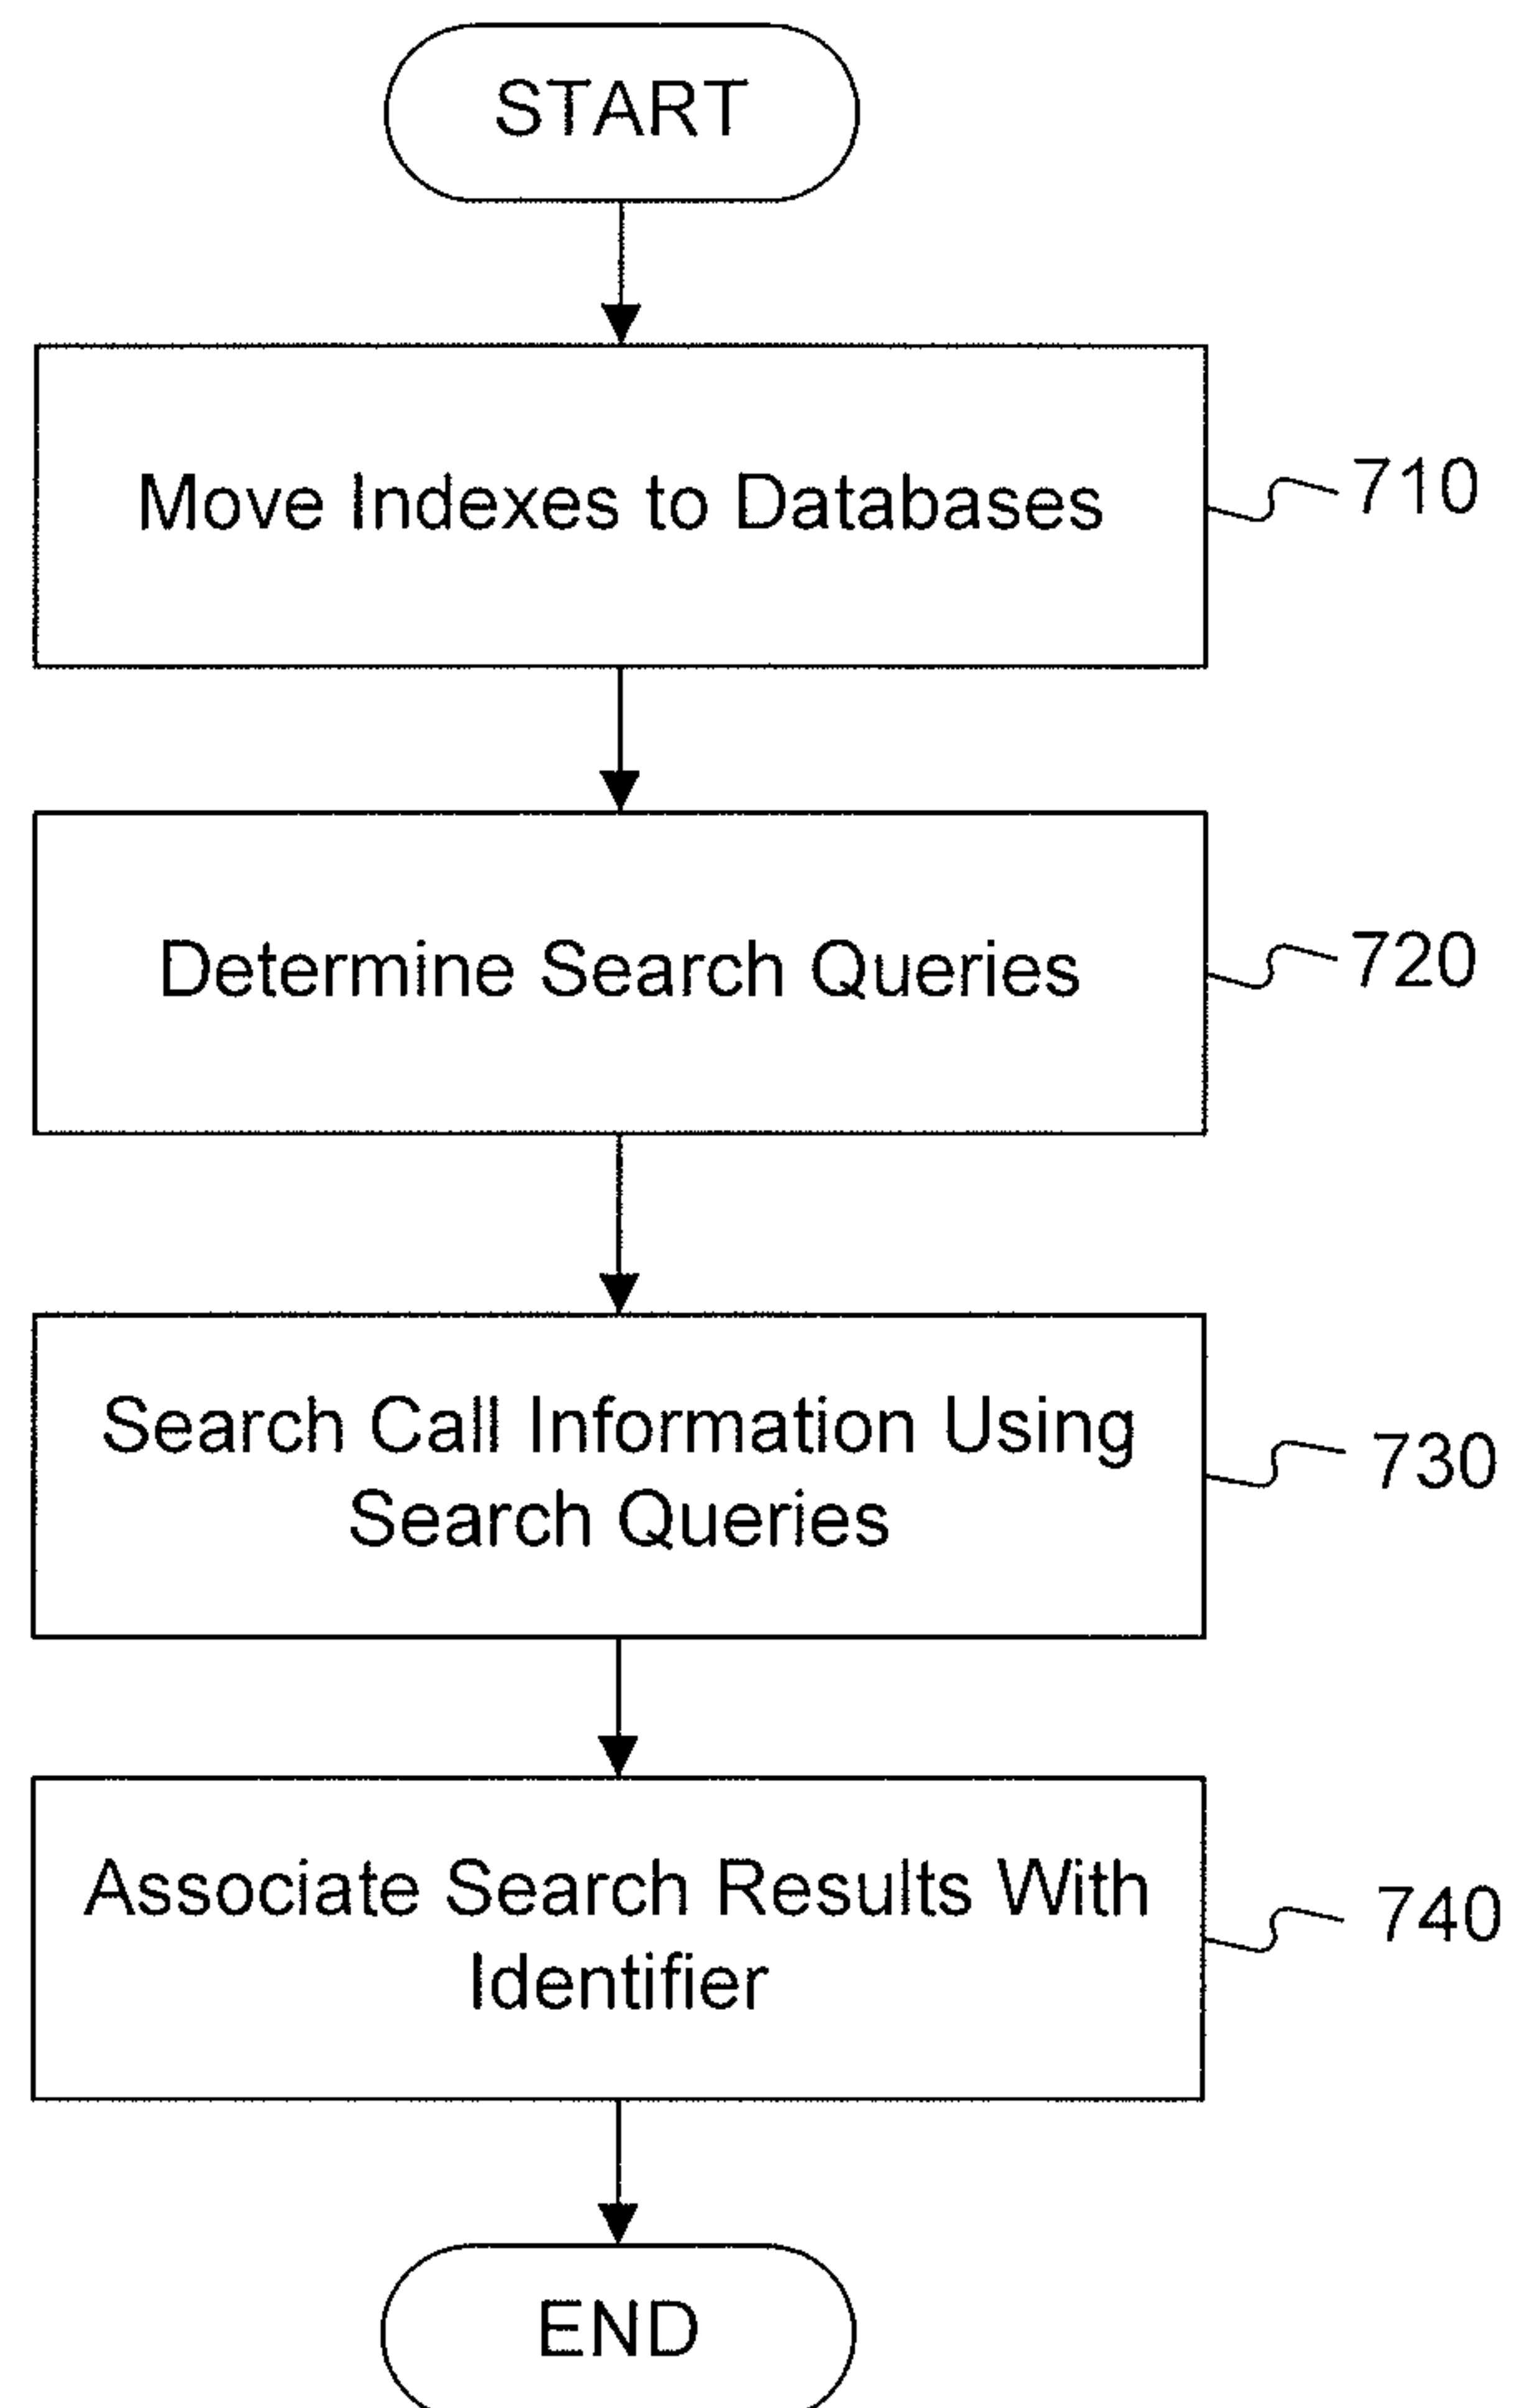 START
Move Indexes to Databases
710
Determine Search Queries
720
Search Call Information Using
Search Queries
730
Associate Search Results With
Identifier
740
END